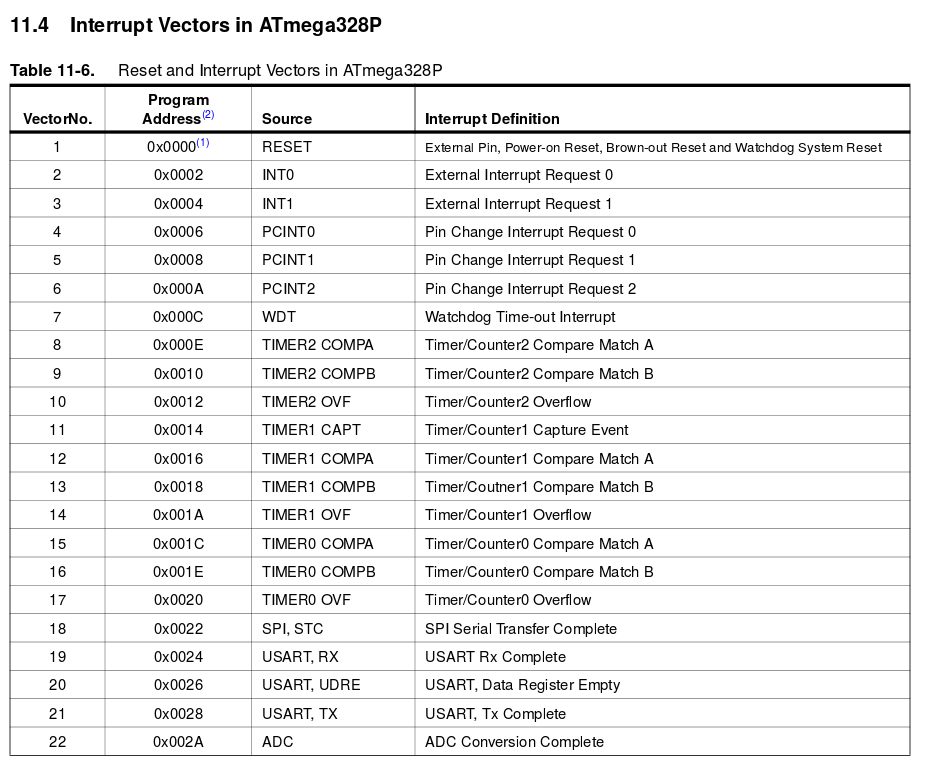 11.4 Interrupt Vectors in ATmega328P
Table 11-6. Reset and Interrupt Vectors in ATmega328P
VectorNo. Program Address(2) Source Interrupt Definition
1 0x0000(1) RESET External Pin, Power-on Reset, Brown-out Reset and Watchdog System Reset
2 0x0002 INT0 External Interrupt Request 0
3 0x0004 INT1 External Interrupt Request 1
4 0x0006 PCINT0 Pin Change Interrupt Request 0
5 0x0008 PCINT1 Pin Change Interrupt Request 1
6 0x000A PCINT2 Pin Change Interrupt Request 2
7 0x000C WDT Watchdog Time-out Interrupt
8 0x000E TIMER2 COMPA Timer/Counter2 Compare Match A
9 0x0010 TIMER2 COMPB Timer/Counter2 Compare Match B
10 0x0012 TIMER2 OVF Timer/Counter2 Overflow
11 0x0014 TIMER1 CAPT Timer/Counter1 Capture Event
12 0x0016 TIMER1 COMPA Timer/Counter1 Compare Match A
13 0x0018 TIMER1 COMPB Timer/Coutner1 Compare Match B
14 0x001A TIMER1 OVF Timer/Counter1 Overflow
15 0x001C TIMER0 COMPA Timer/Counter0 Compare Match A
16 0x001E TIMER0 COMPB Timer/Counter0 Compare Match B
17 0x0020 TIMER0 OVF Timer/Counter0 Overflow
18 0x0022 SPI, STC SPI Serial Transfer Complete
19 0x0024 USART, RX USART Rx Complete
20 0x0026 USART, UDRE USART, Data Register Empty
21 0x0028 USART, TX USART, Tx Complete
22 0x002A ADC ADC Conversion Complete